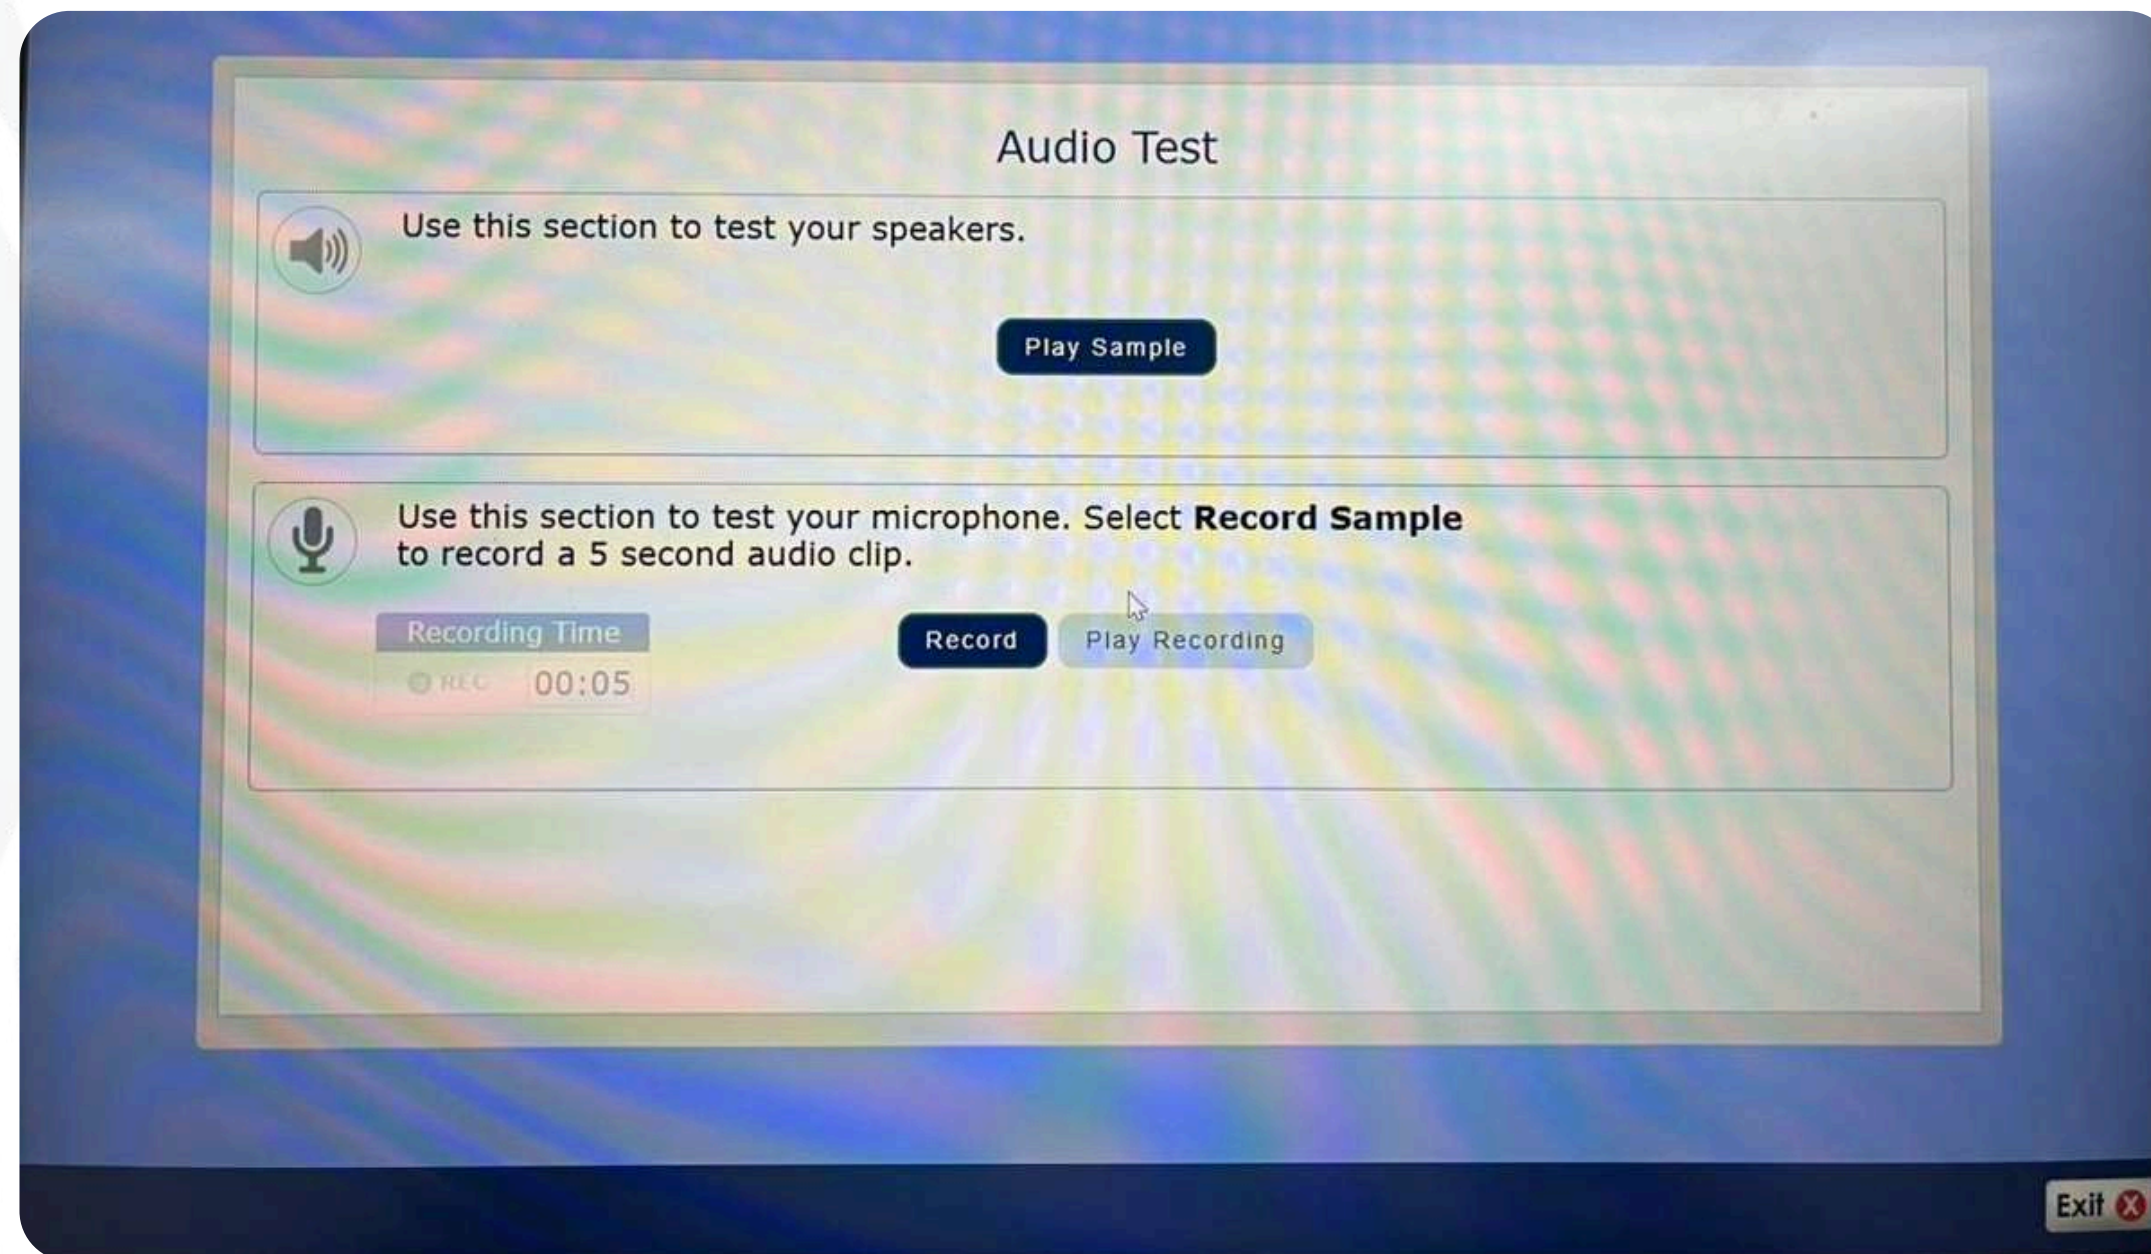 Audio Test
Use this section to test your speakers.
Play Sample
Use this section to test your microphone. Select Record Sample
to record a 5 second audio clip.
Recording Time
REC 00:05
Record
Play Recording
Exit X